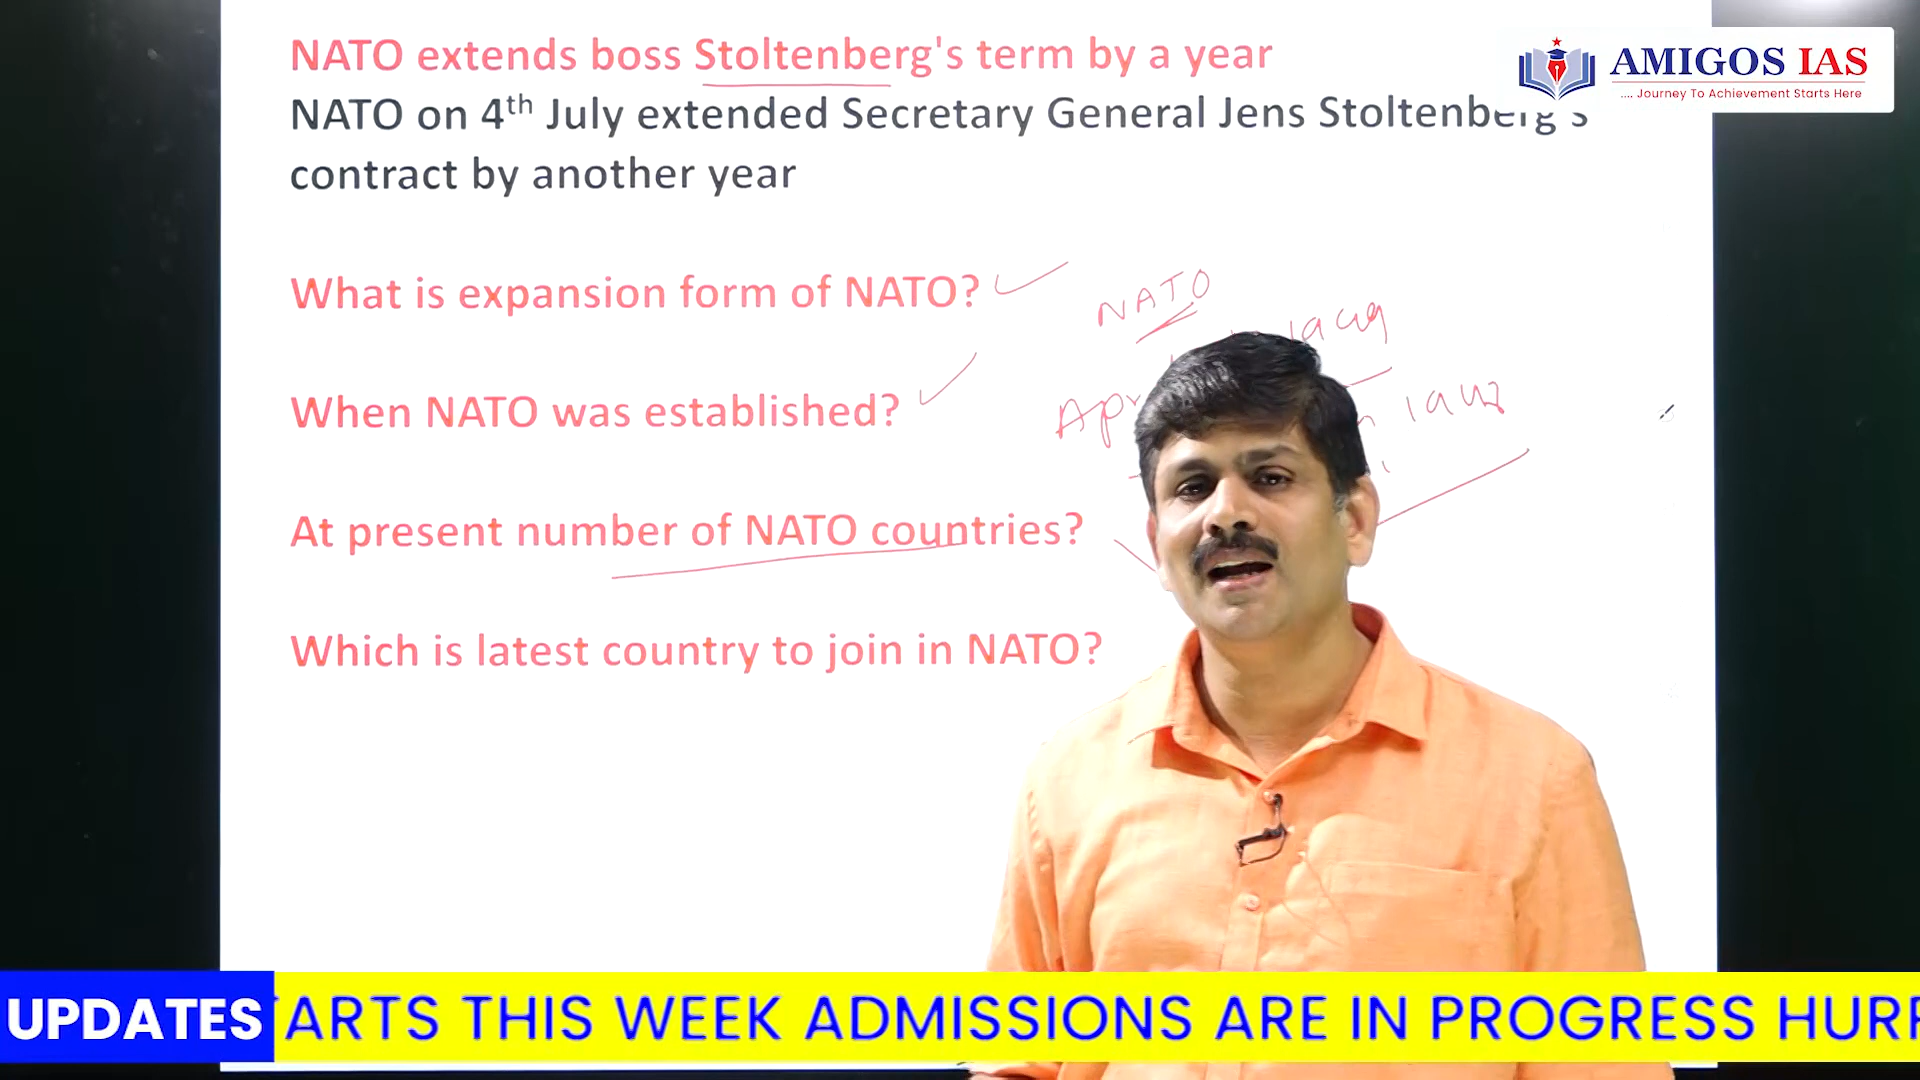 NATO extends boss Stoltenberg's term by a year
NATO on 4th July extended Secretary General Jens Stoltenberg's
contract by another year
AMIGOS IAS
.... Journey To Achievement Starts Here
What is expansion form of NATO?
NATO
When NATO was established?
At present number of NATO countries?
Which is latest country to join in NATO?
UPDATES
ARTS THIS WEEK ADMISSIONS ARE IN PROGRESS